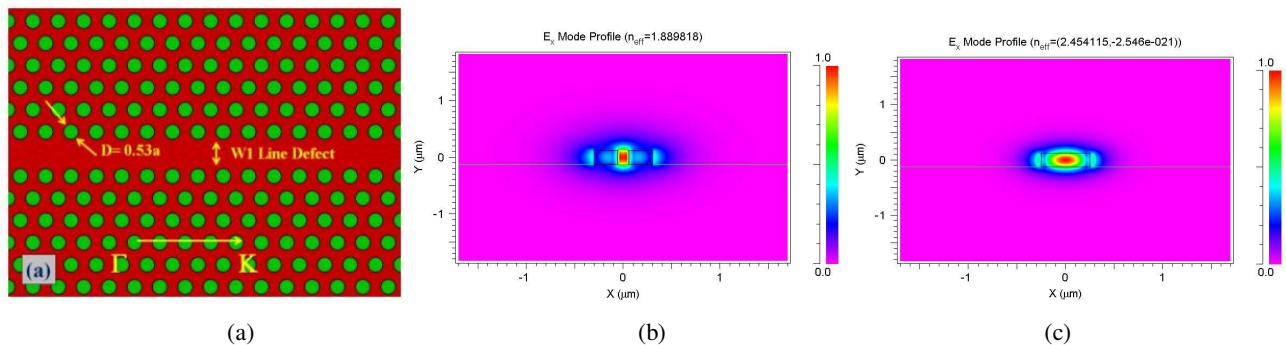 D= 0.53a
W1 Line Defect
Γ K
(a)
(a)
Eₓ Mode Profile (n_eff=1.889818)
1.0
1
0
-1
Y (μm)
-1 0 1
X (μm)
0.0
(b)
Eₓ Mode Profile (n_eff=(2.454115,-2.546e-021))
1.0
1
0
-1
Y (μm)
-1 0 1
X (μm)
0.0
(c)